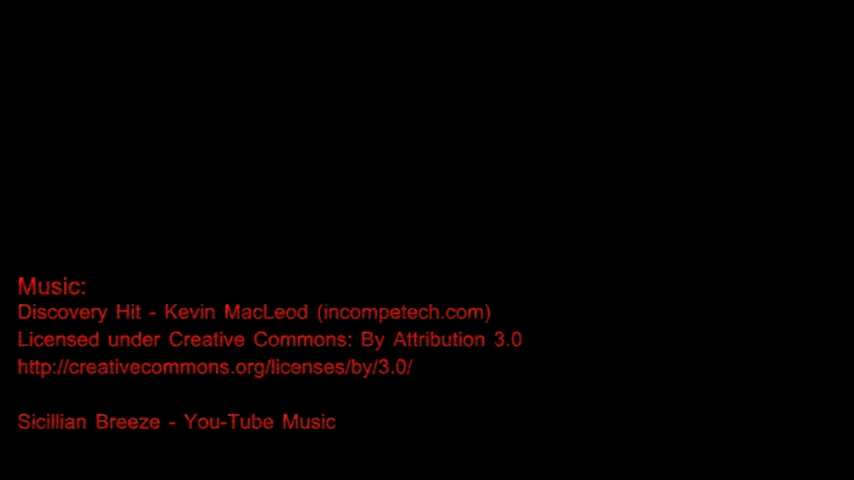 Music:
Discovery Hit - Kevin MacLeod (incompetech.com)
Licensed under Creative Commons: By Attribution 3.0
http://creativecommons.org/licenses/by/3.0/
Sicillian Breeze - You-Tube Music